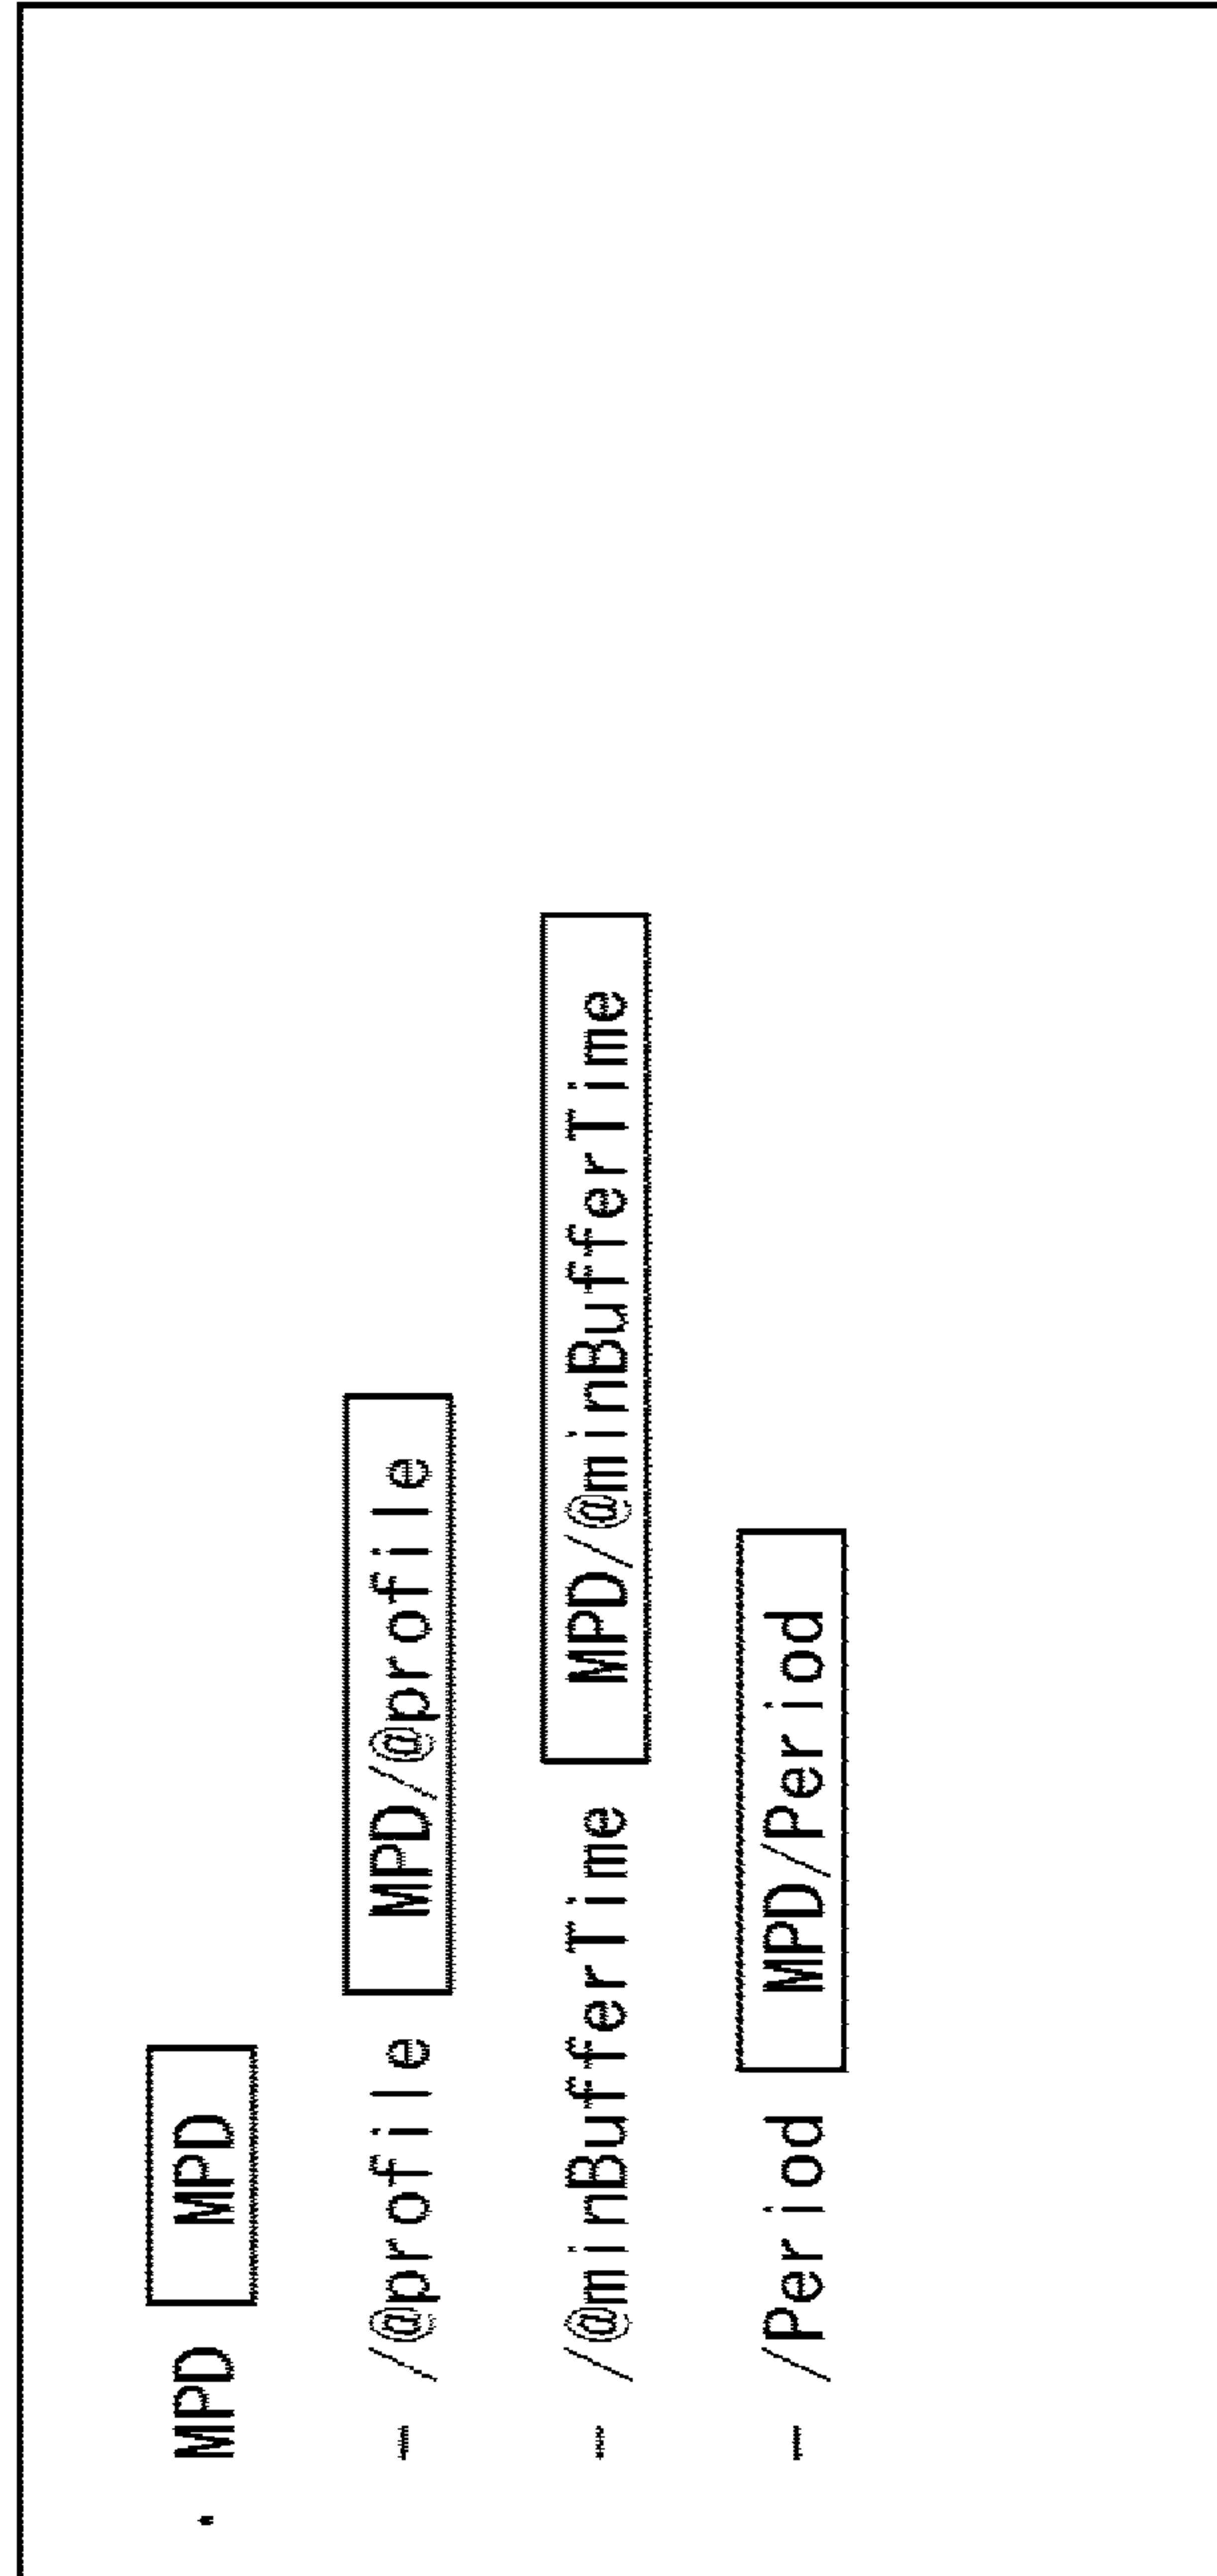 · MPD MPD
– /@profile MPD/@profile
– /@minBufferTime MPD/@minBufferTime
– /Period MPD/Period